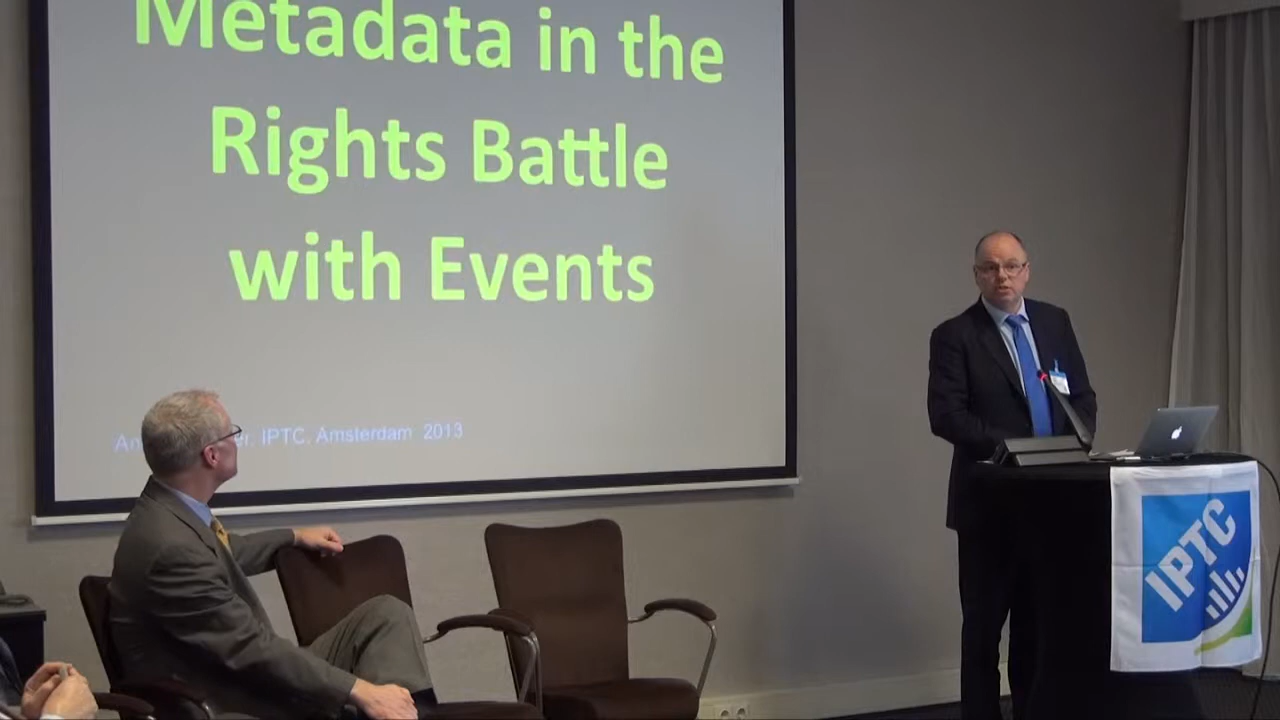 Metadata in the
Rights Battle
with Events
IPTC, Amsterdam 2013
IPTC